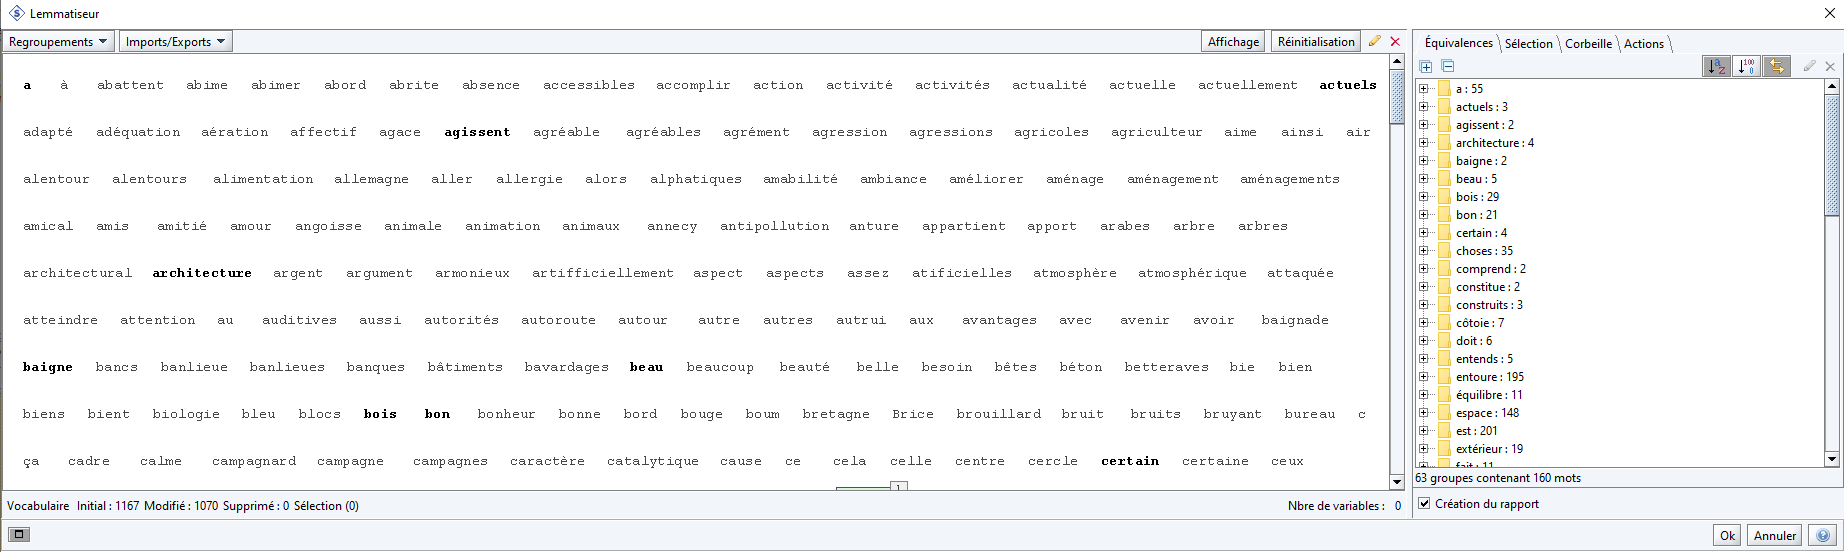 Lemmatiseur
Regroupements Imports/Exports Affichage Réinitialisation
a à abattent abime abimer abord abrite absence accessibles accomplir action activité activités actualité actuelle actuellement actuels
adapté adéquation aération affectif agace agissent agréable agréables agrément agression agressions agricoles agriculteur aime ainsi air
alentour alentours alimentation allemagne aller allergie alors alphatiques amabilité ambiance améliorer aménage aménagement aménagements
amical amis amitié amour angoisse animale animation animaux annecy antipollution anture appartient apport arabes arbre arbres
architectural architecture argent argument armonieux artifficiellement aspect aspects assez atificielles atmosphère atmosphérique attaquée
atteindre attention au auditives aussi autorités autoroute autour autre autres autrui aux avantages avec avenir avoir baignade
baigne bancs banlieue banlieues banques bâtiments bavardages beau beaucoup beauté belle besoin bêtes béton betteraves bie bien
biens bient biologie bleu blocs bois bon bonheur bonne bord bouge boum bretagne Brice brouillard bruit bruits bruyant bureau c
ça cadre calme campagnard campagne campagnes caractère catalytique cause ce cela celle centre cercle certain certaine ceux
1
Vocabulaire Initial : 1167 Modifié : 1070 Supprimé : 0 Sélection (0) Nbre de variables : 0
Équivalences Sélection Corbeille Actions
a : 55
actuels : 3
agissent : 2
architecture : 4
baigne : 2
beau : 5
bois : 29
bon : 21
certain : 4
choses : 35
comprend : 2
constitue : 2
construits : 3
côtoie : 7
doit : 6
entends : 5
entoure : 195
équilibre : 11
espace : 148
est : 201
extérieur : 19
fait : 11
63 groupes contenant 160 mots
Création du rapport
Ok Annuler